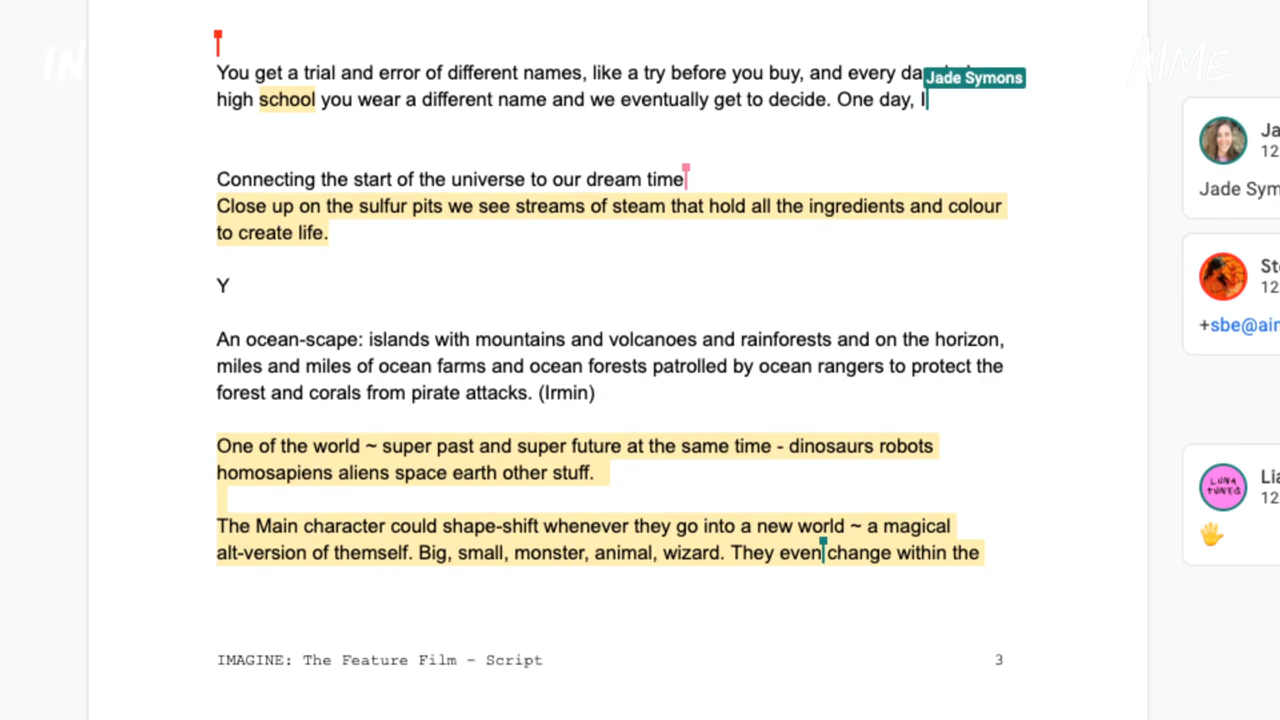 IN
AIME
You get a trial and error of different names, like a try before you buy, and every
Jade Symons
high school you wear a different name and we eventually get to decide. One day, I
Connecting the start of the universe to our dream time
Close up on the sulfur pits we see streams of steam that hold all the ingredients and colour
to create life.
Y
An ocean-scape: islands with mountains and volcanoes and rainforests and on the horizon,
miles and miles of ocean farms and ocean forests patrolled by ocean rangers to protect the
forest and corals from pirate attacks. (Irmin)
One of the world ~ super past and super future at the same time - dinosaurs robots
homosapiens aliens space earth other stuff.
The Main character could shape-shift whenever they go into a new world ~ a magical
alt-version of themself. Big, small, monster, animal, wizard. They even change within the
IMAGINE: The Feature Film - Script 3
Ja
12
Jade Sym
Ste
12
+sbe@aim
LUNA
TUNES
Lia
12